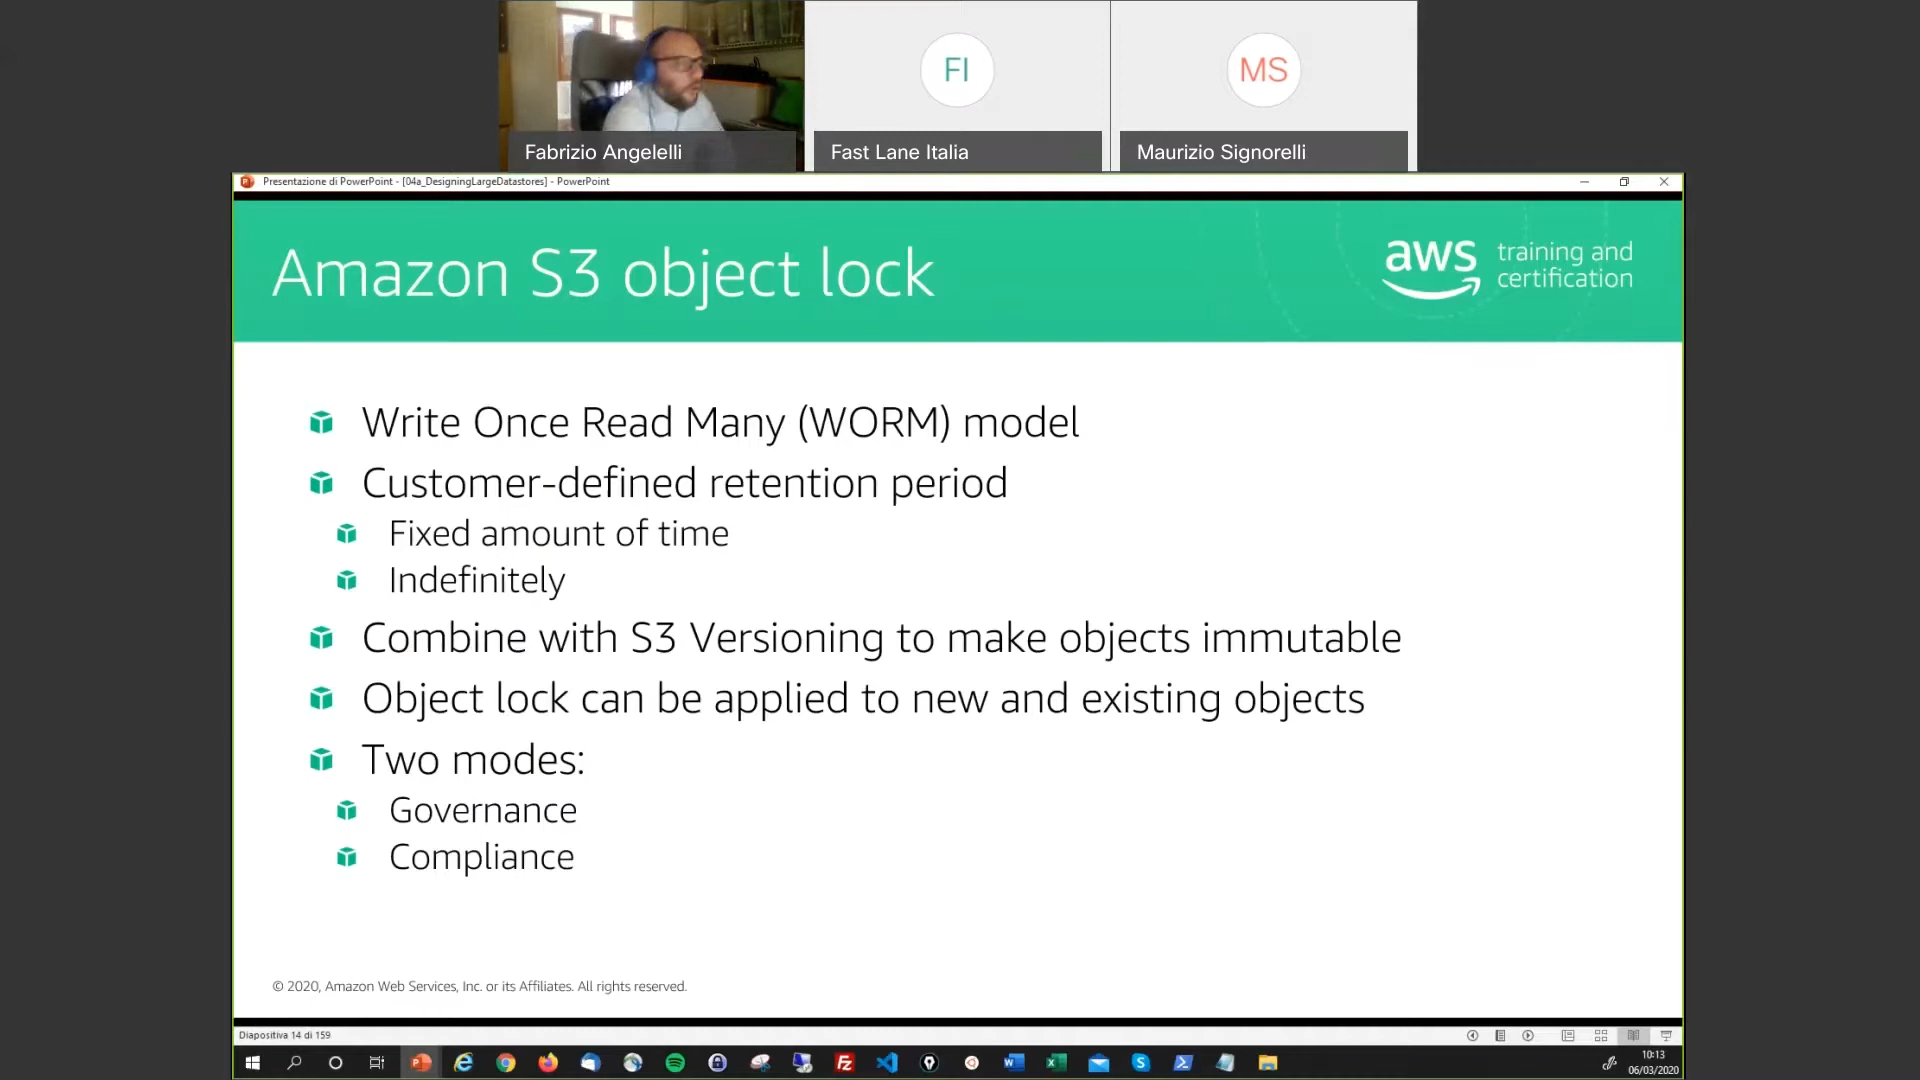 FI
MS
Fabrizio Angelelli
Fast Lane Italia
Maurizio Signorelli
Presentazione di PowerPoint - [04a_DesigningLargeDatastores] - PowerPoint
Amazon S3 object lock
aws training and
certification
Write Once Read Many (WORM) model
Customer-defined retention period
Fixed amount of time
Indefinitely
Combine with S3 Versioning to make objects immutable
Object lock can be applied to new and existing objects
Two modes:
Governance
Compliance
© 2020, Amazon Web Services, Inc. or its Affiliates. All rights reserved.
Diapositiva 14 di 159
10:13
06/03/2020